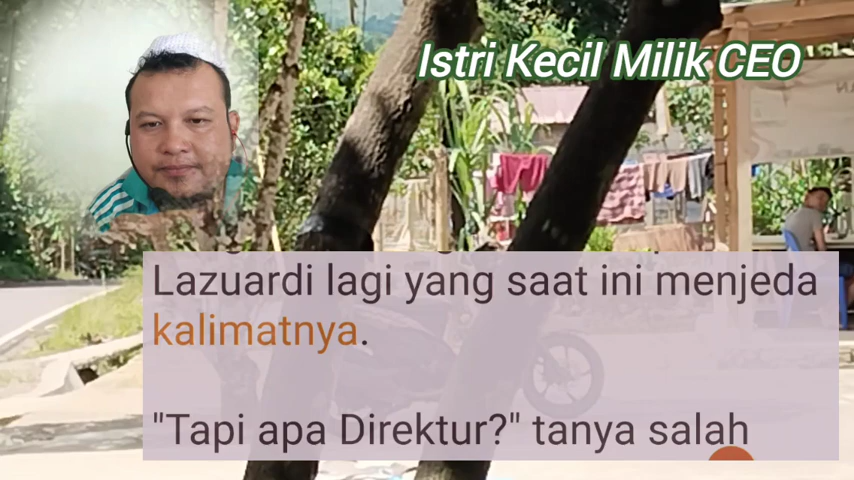 Istri Kecil Milik CEO
Lazuardi lagi yang saat ini menjeda
kalimatnya.
"Tapi apa Direktur?" tanya salah